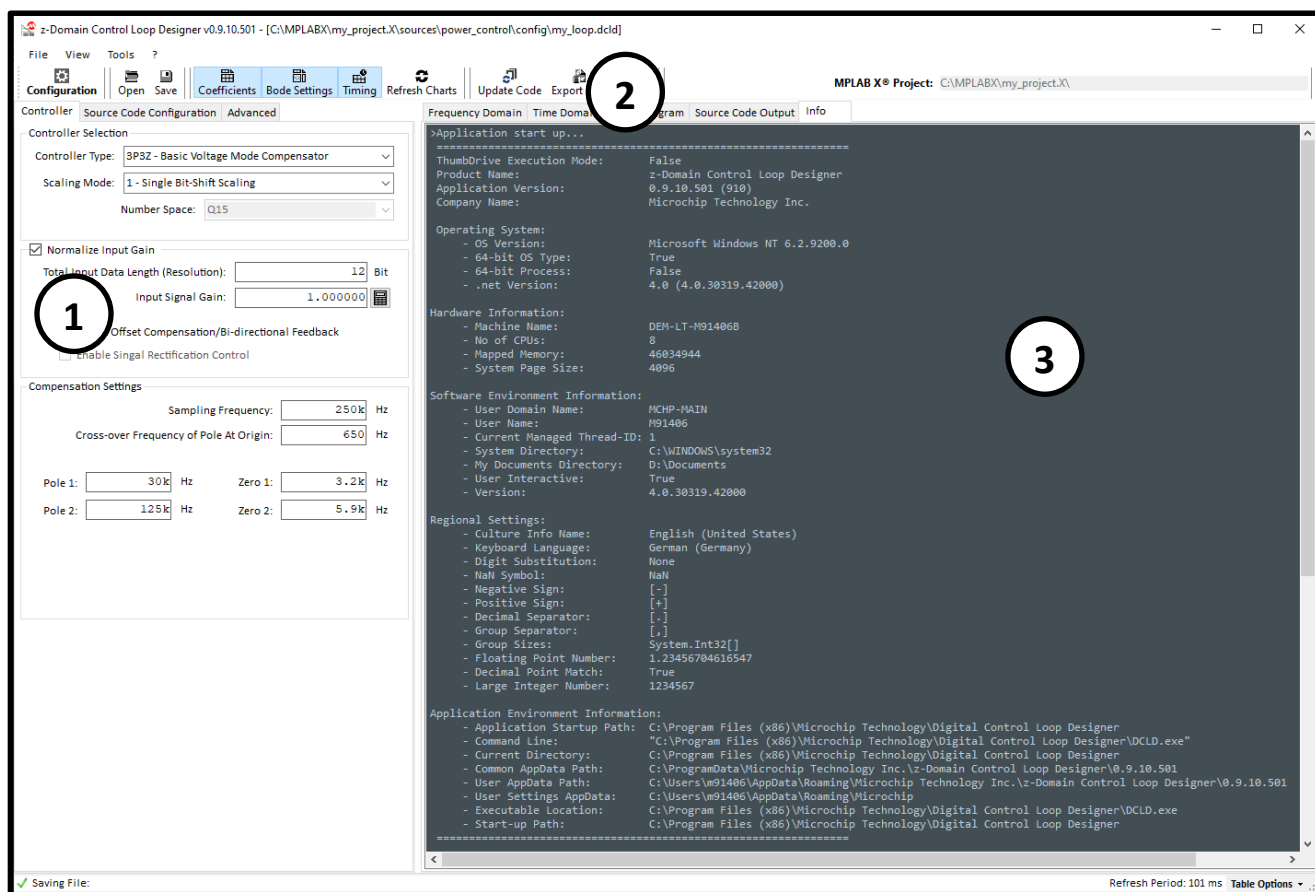 z-Domain Control Loop Designer v0.9.10.501 - [C:\MPLABX\my_project.X\sources\power_control\config\my_loop.dcld]
File View Tools ?
Configuration Open Save Coefficients Bode Settings Timing Refresh Charts Update Code Export
MPLAB X® Project: C:\MPLABX\my_project.X\
2
Controller Source Code Configuration Advanced
Controller Selection
Controller Type: 3P3Z - Basic Voltage Mode Compensator
Scaling Mode: 1 - Single Bit-Shift Scaling
Number Space: Q15
Normalize Input Gain
Total Input Data Length (Resolution): 12 Bit
Input Signal Gain: 1.000000
1
Offset Compensation/Bi-directional Feedback
Enable Singal Rectification Control
Compensation Settings
Sampling Frequency: 250k Hz
Cross-over Frequency of Pole At Origin: 650 Hz
Pole 1: 30k Hz Zero 1: 3.2k Hz
Pole 2: 125k Hz Zero 2: 5.9k Hz
Frequency Domain Time Domain gram Source Code Output Info
>Application start up...
================================================================
ThumbDrive Execution Mode: False
Product Name: z-Domain Control Loop Designer
Application Version: 0.9.10.501 (910)
Company Name: Microchip Technology Inc.
Operating System:
- OS Version: Microsoft Windows NT 6.2.9200.0
- 64-bit OS Type: True
- 64-bit Process: False
- .net Version: 4.0 (4.0.30319.42000)
Hardware Information:
- Machine Name: DEM-LT-M91406B
- No of CPUs: 8
- Mapped Memory: 46034944
- System Page Size: 4096
3
Software Environment Information:
- User Domain Name: MCHP-MAIN
- User Name: M91406
- Current Managed Thread-ID: 1
- System Directory: C:\WINDOWS\system32
- My Documents Directory: D:\Documents
- User Interactive: True
- Version: 4.0.30319.42000
Regional Settings:
- Culture Info Name: English (United States)
- Keyboard Language: German (Germany)
- Digit Substitution: None
- NaN Symbol: NaN
- Negative Sign: [-]
- Positive Sign: [+]
- Decimal Separator: [.]
- Group Separator: [,]
- Group Sizes: System.Int32[]
- Floating Point Number: 1.23456704616547
- Decimal Point Match: True
- Large Integer Number: 1234567
Application Environment Information:
- Application Startup Path: C:\Program Files (x86)\Microchip Technology\Digital Control Loop Designer
- Command Line: "C:\Program Files (x86)\Microchip Technology\Digital Control Loop Designer\DCLD.exe"
- Current Directory: C:\Program Files (x86)\Microchip Technology\Digital Control Loop Designer
- Common AppData Path: C:\ProgramData\Microchip Technology Inc.\z-Domain Control Loop Designer\0.9.10.501
- User AppData Path: C:\Users\m91406\AppData\Roaming\Microchip Technology Inc.\z-Domain Control Loop Designer\0.9.10.501
- User Settings AppData: C:\Users\m91406\AppData\Roaming\Microchip
- Executable Location: C:\Program Files (x86)\Microchip Technology\Digital Control Loop Designer\DCLD.exe
- Start-up Path: C:\Program Files (x86)\Microchip Technology\Digital Control Loop Designer
================================================================
Saving File:
Refresh Period: 101 ms Table Options